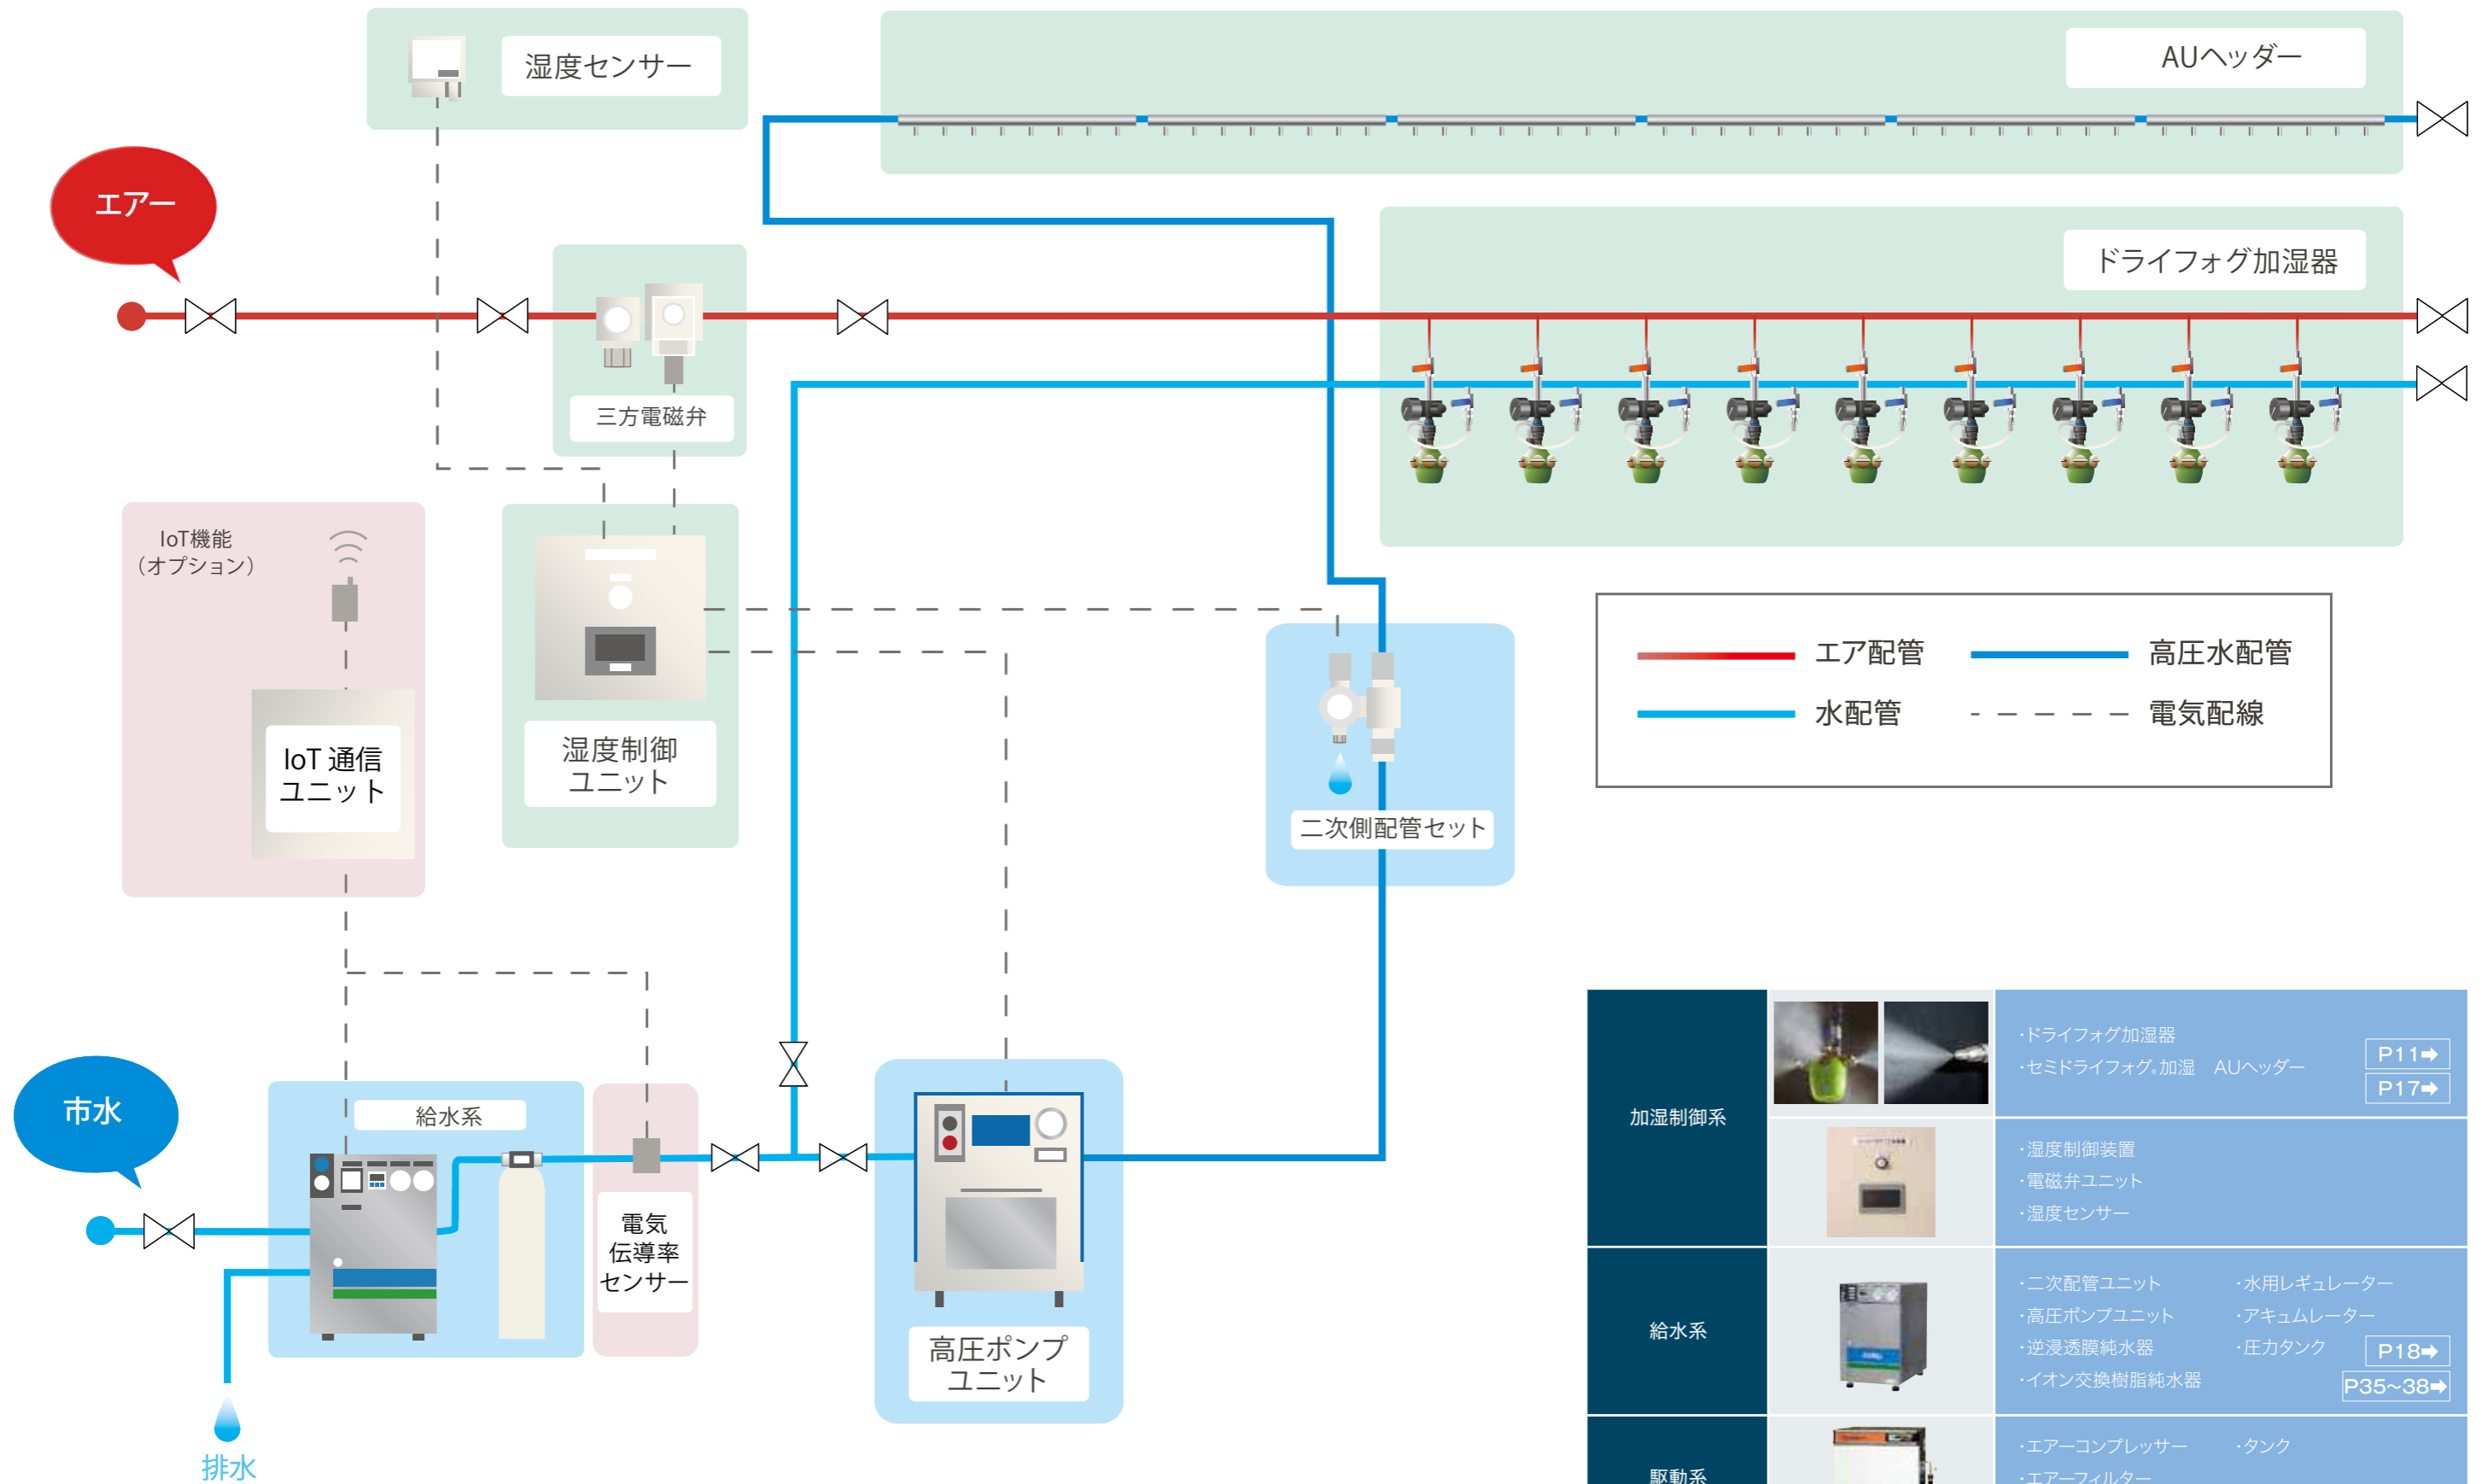 湿度センサー
AUヘッダー
エアー
ドライフォグ加湿器
三方電磁弁
IoT機能
（オプション）
IoT 通信
ユニット
湿度制御
ユニット
エア配管
高圧水配管
水配管
電気配線
二次側配管セット
市水
給水系
電気
伝導率
センサー
高圧ポンプ
ユニット
排水
加湿制御系
・ドライフォグ加湿器
・セミドライフォグ®加湿　AUヘッダー
P11➡
P17➡
・湿度制御装置
・電磁弁ユニット
・湿度センサー
給水系
・二次配管ユニット　・水用レギュレーター
・高圧ポンプユニット　・アキュムレーター
・逆浸透膜純水器　・圧力タンク
P18➡
・イオン交換樹脂純水器
P35~38➡
駆動系
・エアーコンプレッサー　・タンク
・エアーフィルター